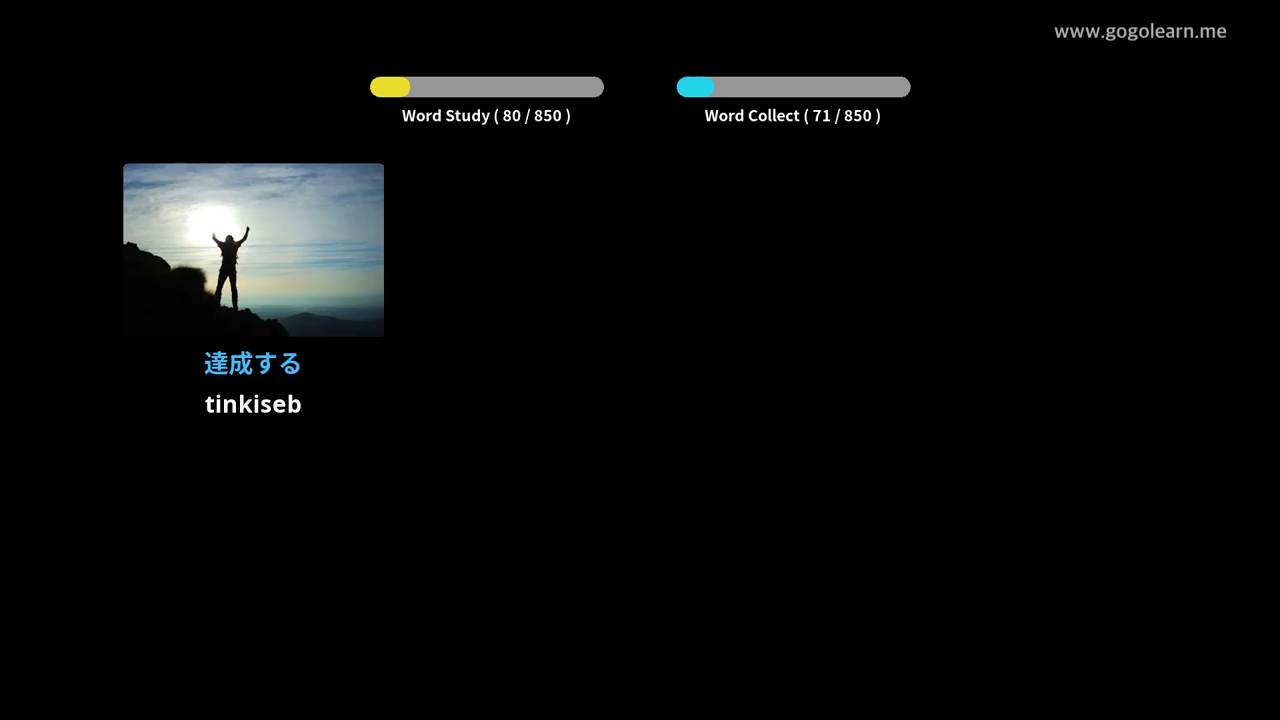 www.gogolearn.me
Word Study ( 80 / 850 )
Word Collect ( 71 / 850 )
達成する
tinkiseb